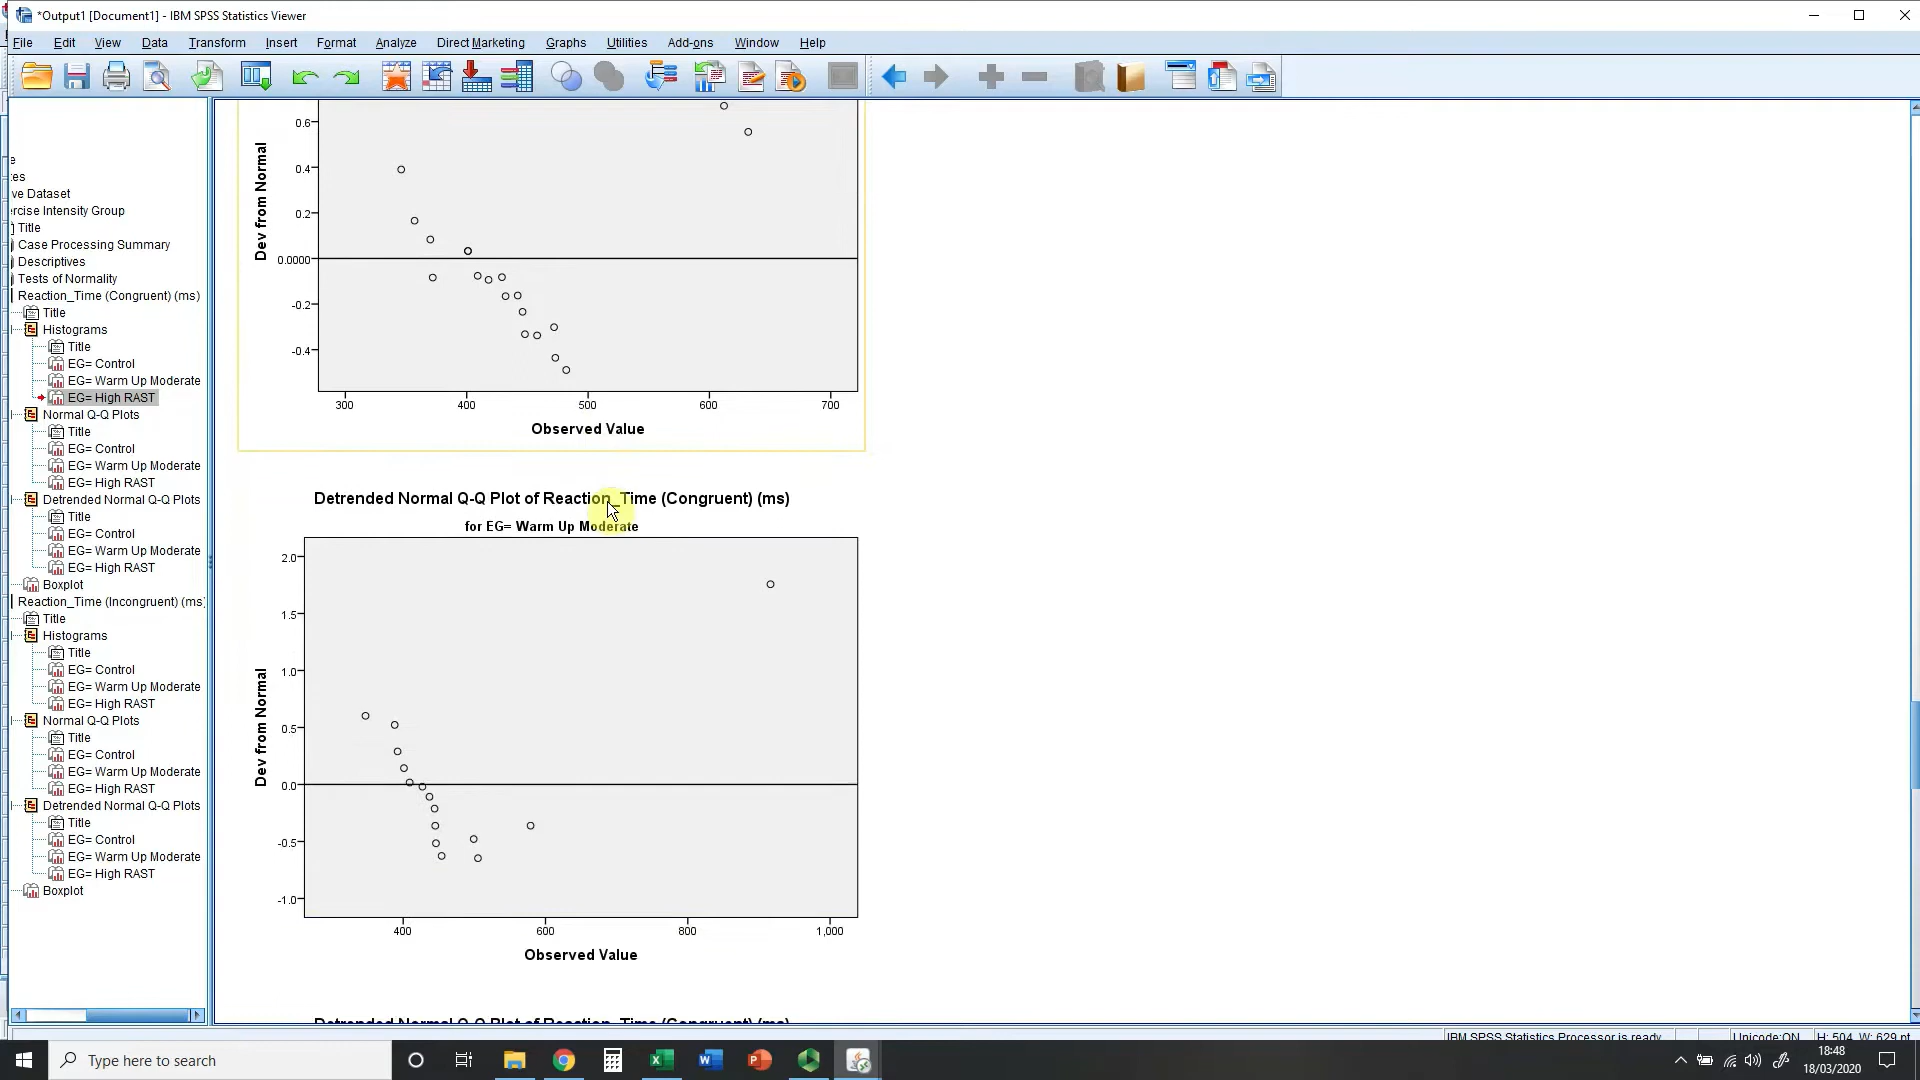 *Output1 [Document1] - IBM SPSS Statistics Viewer
File Edit View Data Transform Insert Format Analyze Direct Marketing Graphs Utilities Add-ons Window Help
e
es
ve Dataset
ercise Intensity Group
Title
Case Processing Summary
Descriptives
Tests of Normality
Reaction_Time (Congruent) (ms)
Title
Histograms
Title
EG= Control
EG= Warm Up Moderate
EG= High RAST
Normal Q-Q Plots
Title
EG= Control
EG= Warm Up Moderate
EG= High RAST
Detrended Normal Q-Q Plots
Title
EG= Control
EG= Warm Up Moderate
EG= High RAST
Boxplot
Reaction_Time (Incongruent) (ms)
Title
Histograms
Title
EG= Control
EG= Warm Up Moderate
EG= High RAST
Normal Q-Q Plots
Title
EG= Control
EG= Warm Up Moderate
EG= High RAST
Detrended Normal Q-Q Plots
Title
EG= Control
EG= Warm Up Moderate
EG= High RAST
Boxplot
Dev from Normal
0.6
0.4
0.2
0.0000
-0.2
-0.4
300 400 500 600 700
Observed Value
Detrended Normal Q-Q Plot of Reaction_Time (Congruent) (ms)
for EG= Warm Up Moderate
Dev from Normal
2.0
1.5
1.0
0.5
0.0
-0.5
-1.0
400 600 800 1,000
Observed Value
Detrended Normal Q-Q Plot of Reaction_Time (Congruent) (ms)
IBM SPSS Statistics Processor is ready Unicode:ON H: 504, W: 629 pt
Type here to search
18:48
18/03/2020